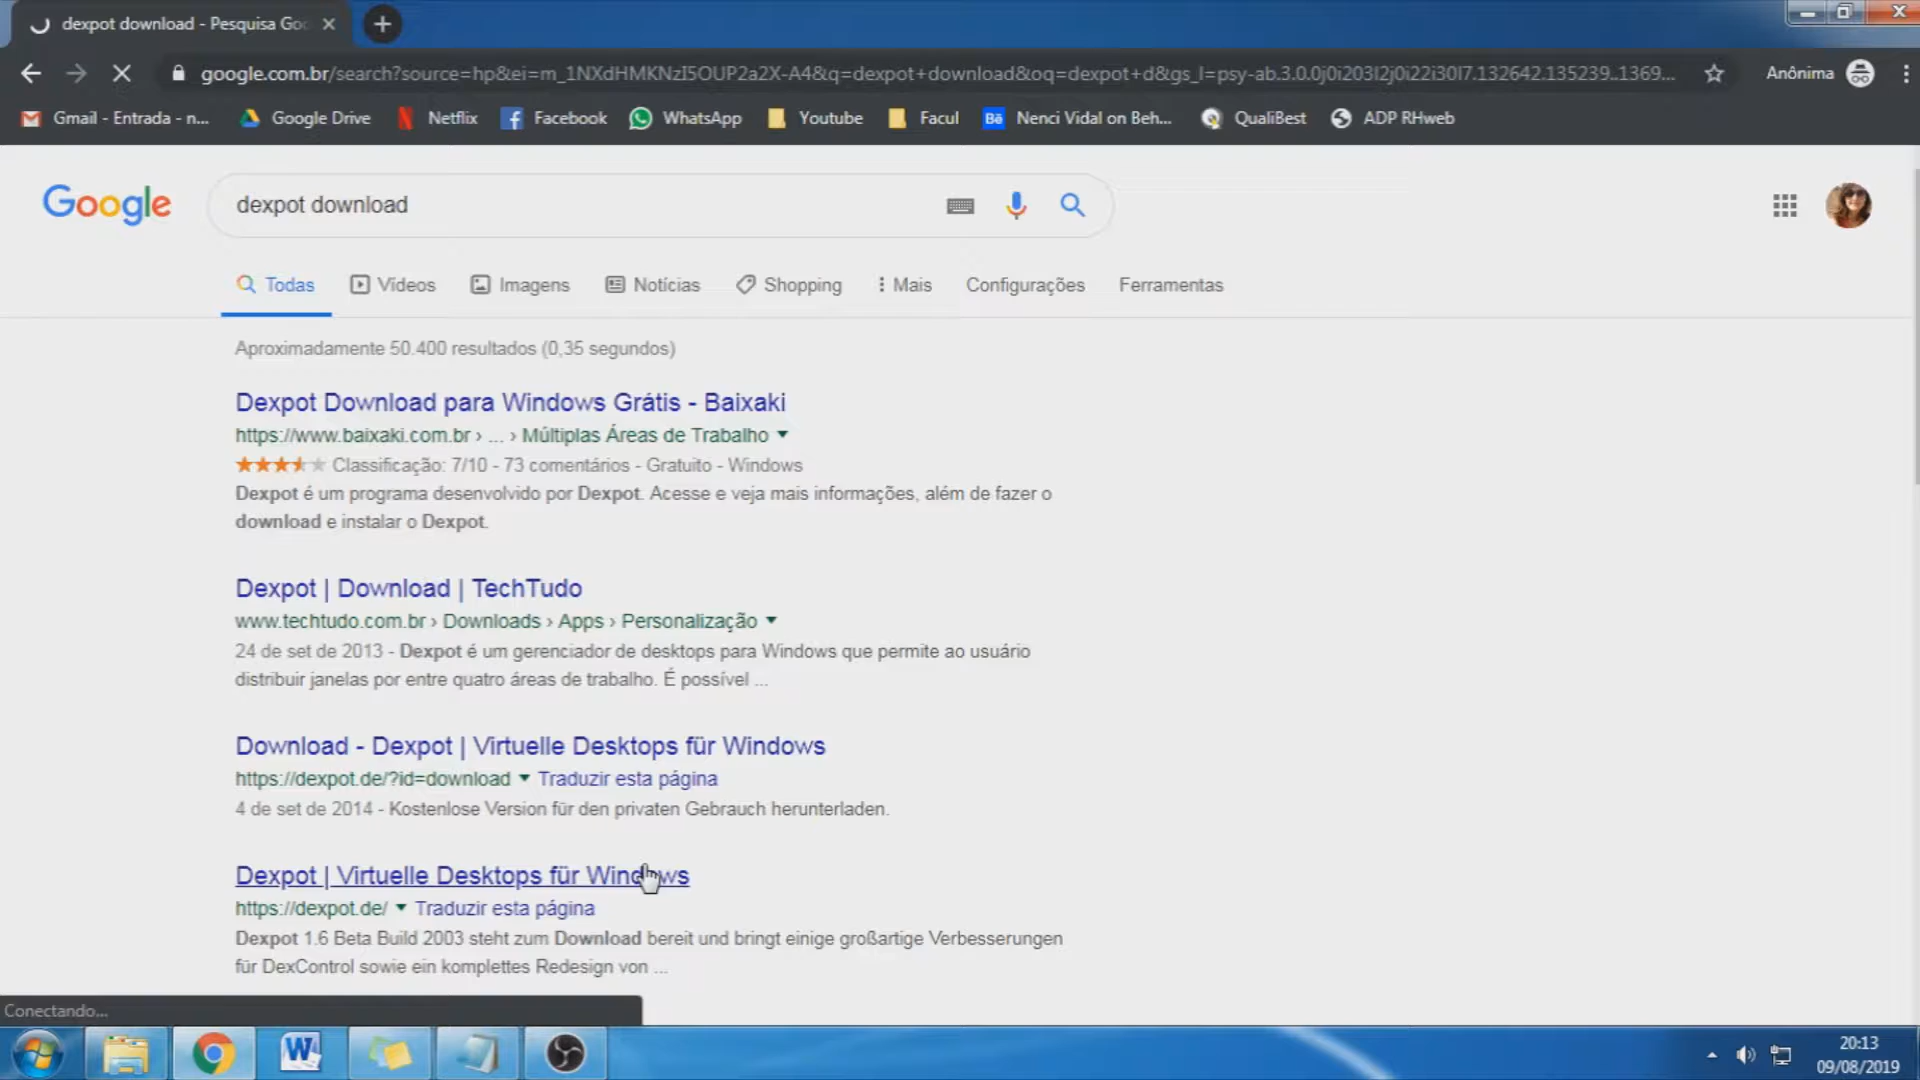 dexpot download - Pesquisa Goo
google.com.br/search?source=hp&ei=m_1NXdHMKNzI5OUP2a2X-A4&q=dexpot+download&oq=dexpot+d&gs_l=psy-ab.3.0.0j0i203l2j0i22i30l7.132642.135239..1369...
Anônima
Gmail - Entrada - n...
Google Drive
Netflix
Facebook
WhatsApp
Youtube
Facul
Bē
Nenci Vidal on Beh...
QualiBest
ADP RHweb
Google
dexpot download
Todas
Vídeos
Imagens
Notícias
Shopping
Mais
Configurações
Ferramentas
Aproximadamente 50.400 resultados (0,35 segundos)
Dexpot Download para Windows Grátis - Baixaki
https://www.baixaki.com.br › ... › Múltiplas Áreas de Trabalho
Classificação: 7/10 - 73 comentários - Gratuito - Windows
Dexpot é um programa desenvolvido por Dexpot. Acesse e veja mais informações, além de fazer o
download e instalar o Dexpot.
Dexpot | Download | TechTudo
www.techtudo.com.br › Downloads › Apps › Personalização
24 de set de 2013 - Dexpot é um gerenciador de desktops para Windows que permite ao usuário
distribuir janelas por entre quatro áreas de trabalho. É possível ...
Download - Dexpot | Virtuelle Desktops für Windows
https://dexpot.de/?id=download
Traduzir esta página
4 de set de 2014 - Kostenlose Version für den privaten Gebrauch herunterladen.
Dexpot | Virtuelle Desktops für Windows
https://dexpot.de/
Traduzir esta página
Dexpot 1.6 Beta Build 2003 steht zum Download bereit und bringt einige großartige Verbesserungen
für DexControl sowie ein komplettes Redesign von ...
Conectando...
W
20:13
09/08/2019